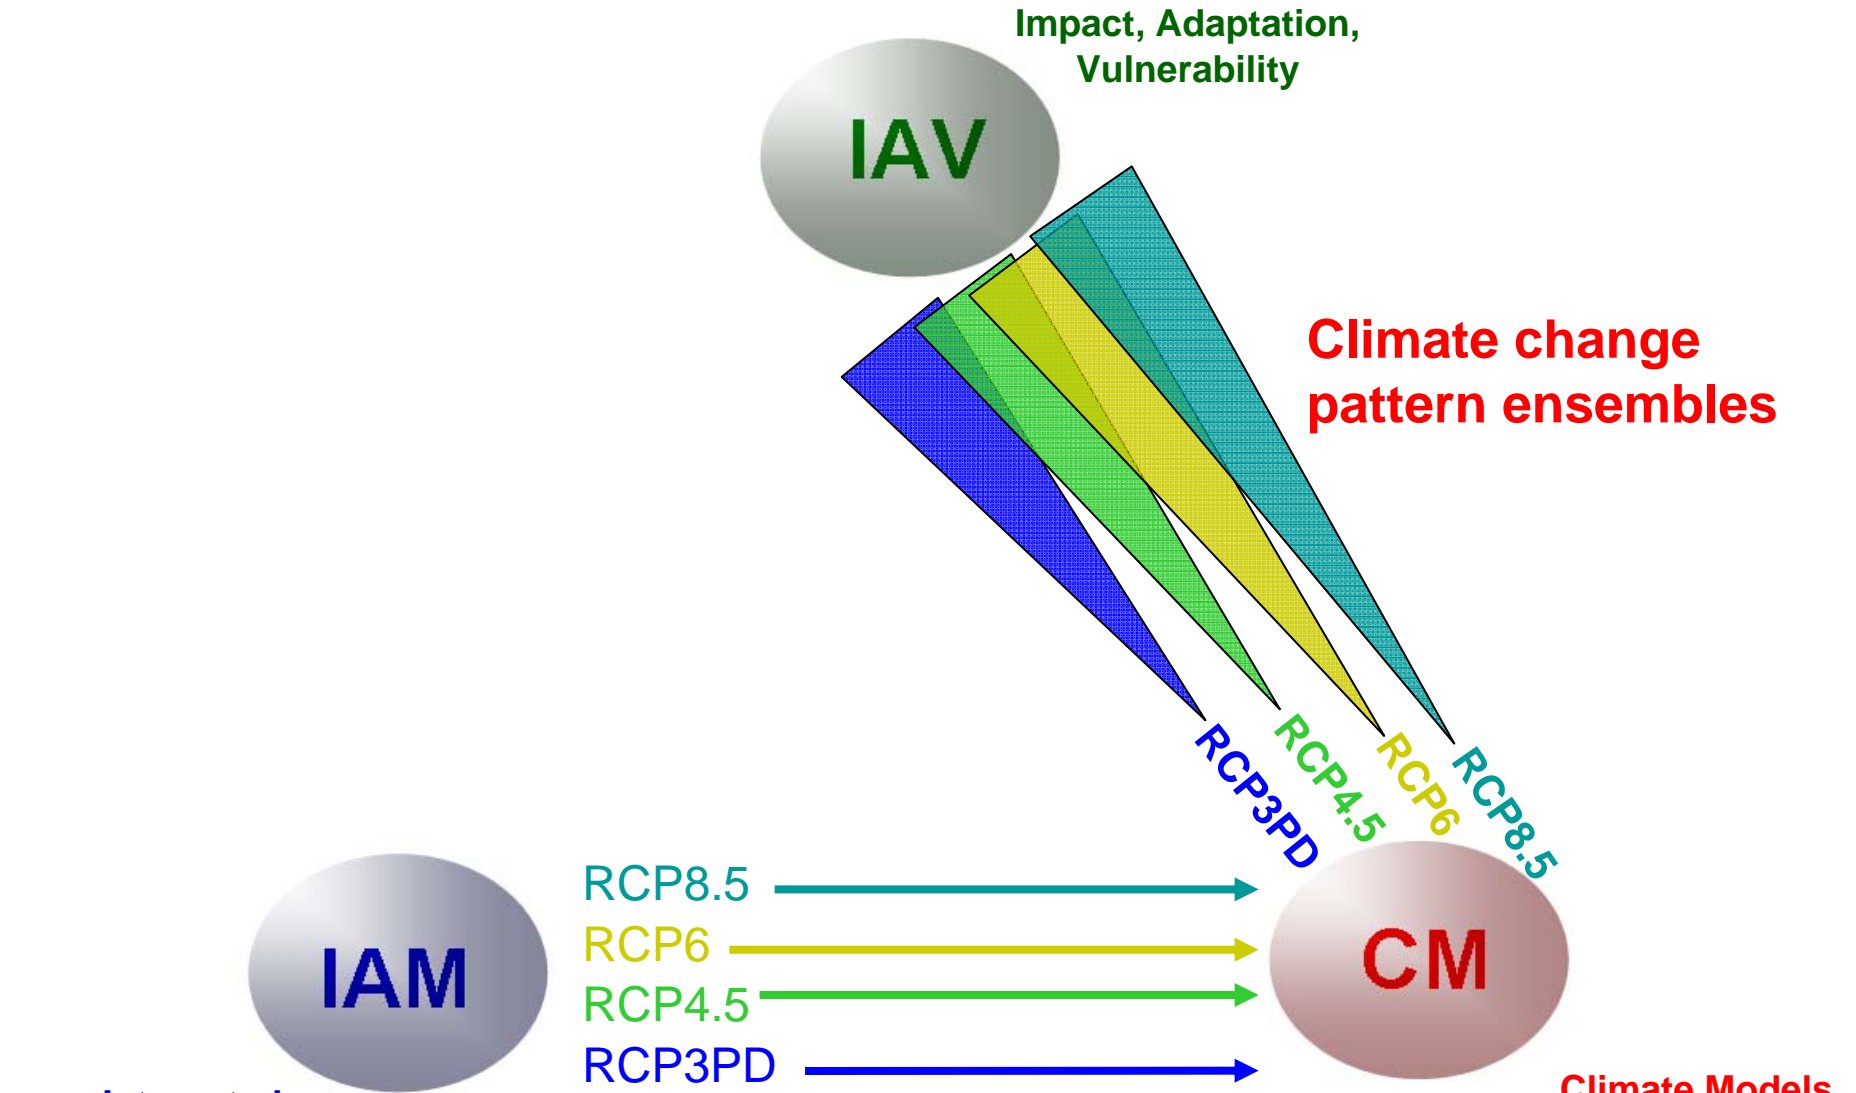 Impact, Adaptation,
Vulnerability
IAV
Climate change
pattern ensembles
RCP3PD
RCP4.5
RCP6
RCP8.5
RCP8.5
RCP6
RCP4.5
RCP3PD
IAM
CM
Climate Models